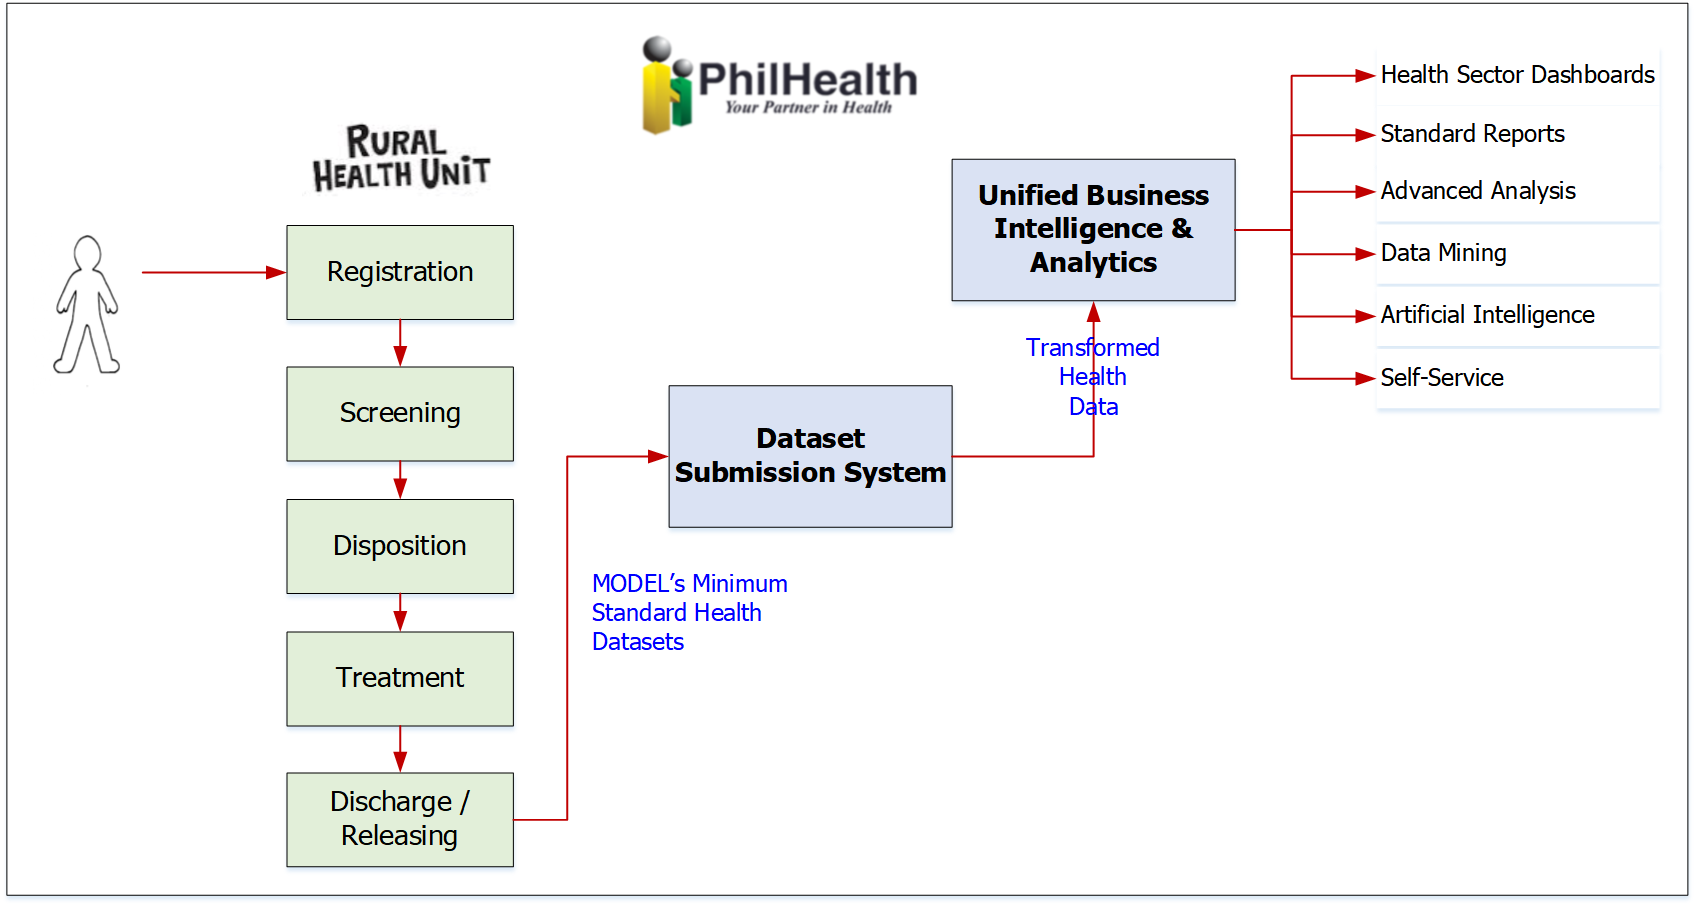 PhilHealth
Your Partner in Health
RURAL
HEALTH UNiT
Registration
Screening
Disposition
Treatment
Discharge /
Releasing
MODEL’s Minimum
Standard Health
Datasets
Dataset
Submission System
Transformed
Health
Data
Unified Business
Intelligence &
Analytics
Health Sector Dashboards
Standard Reports
Advanced Analysis
Data Mining
Artificial Intelligence
Self-Service